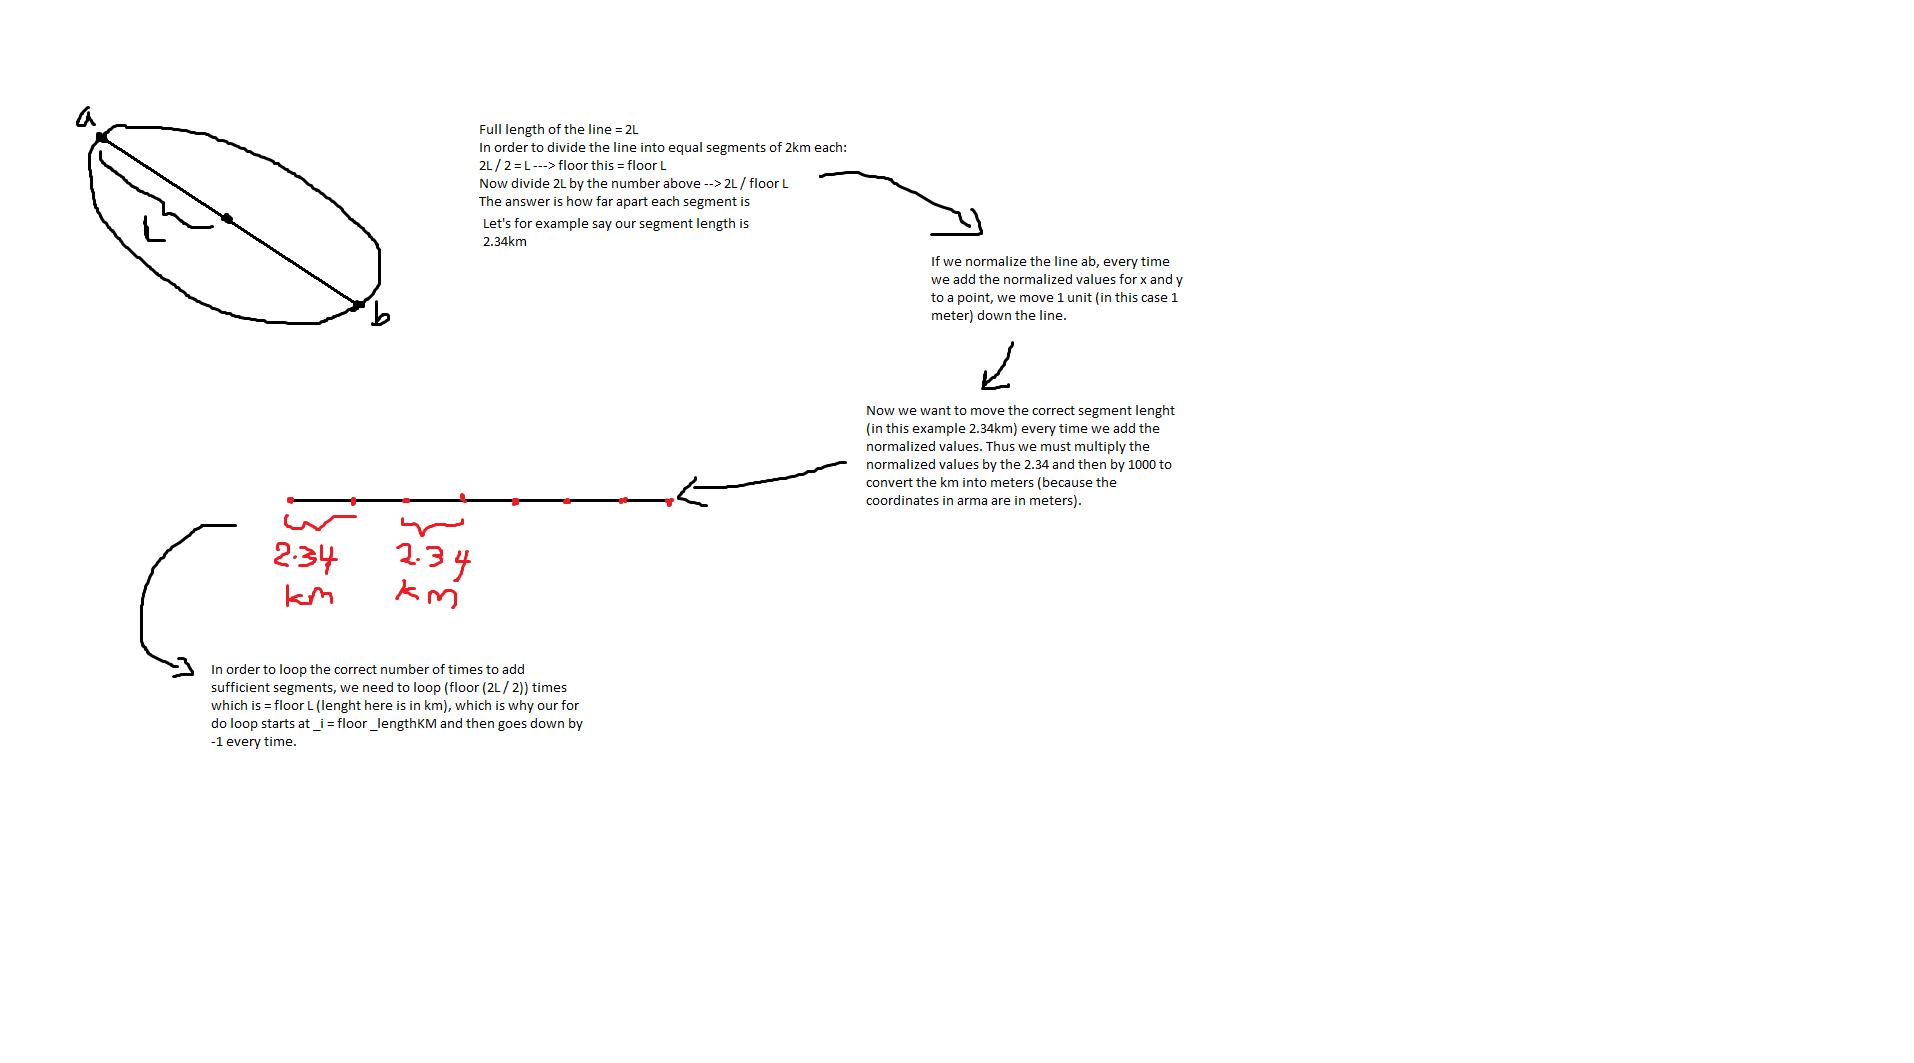 a
L
b
Full length of the line = 2L
In order to divide the line into equal segments of 2km each:
2L / 2 = L ---> floor this = floor L
Now divide 2L by the number above --> 2L / floor L
The answer is how far apart each segment is
Let's for example say our segment length is
2.34km
If we normalize the line ab, every time
we add the normalized values for x and y
to a point, we move 1 unit (in this case 1
meter) down the line.
Now we want to move the correct segment lenght
(in this example 2.34km) every time we add the
normalized values. Thus we must multiply the
normalized values by the 2.34 and then by 1000 to
convert the km into meters (because the
coordinates in arma are in meters).
2.34
km
2.34
km
In order to loop the correct number of times to add
sufficient segments, we need to loop (floor (2L / 2)) times
which is = floor L (lenght here is in km), which is why our for
do loop starts at _i = floor _lengthKM and then goes down by
-1 every time.